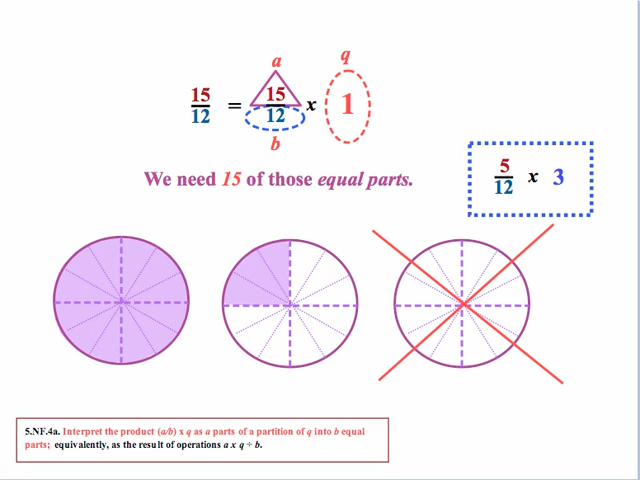 a q
15/12 = 15/12 x 1
b
5/12 x 3
We need 15 of those equal parts.
5.NF.4a. Interpret the product (a/b) x q as a parts of a partition of q into b equal
parts; equivalently, as the result of operations a x q ÷ b.